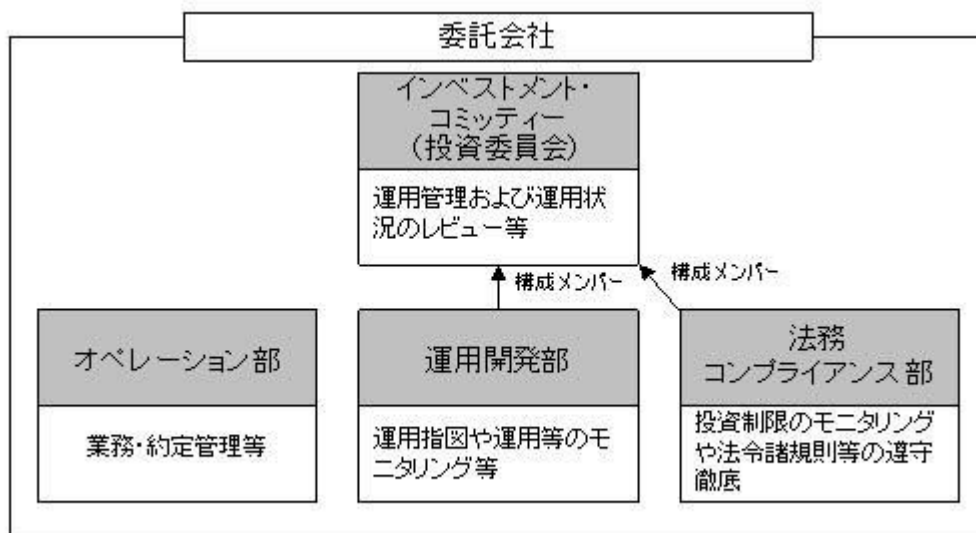 委託会社
インベストメント・
コミッティー
(投資委員会)
運用管理および運用状
況のレビュー等
構成メンバー
構成メンバー
オペレーション部
業務・約定管理等
運用開発部
運用指図や運用等のモ
ニタリング等
法務
コンプライアンス部
投資制限のモニタリング
や法令諸規則等の遵守
徹底